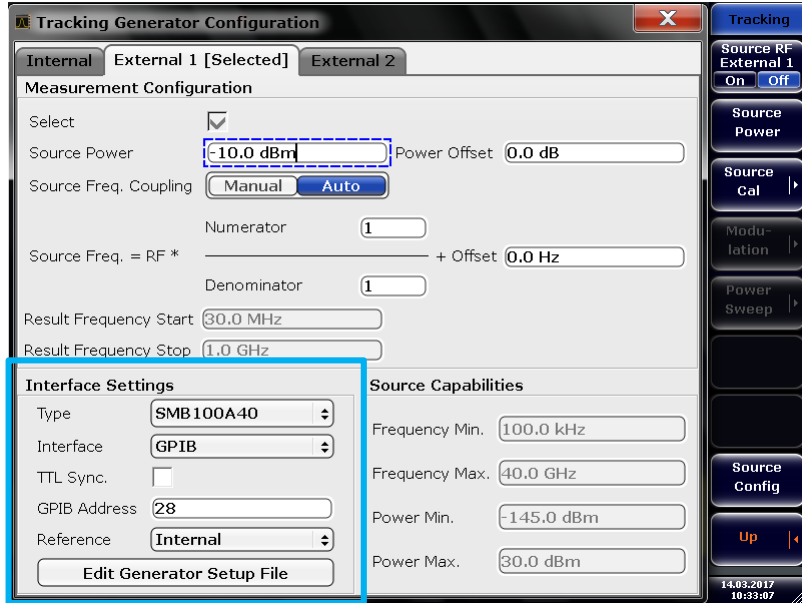 Tracking Generator Configuration
X
Internal
External 1 [Selected]
External 2
Measurement Configuration
Select
Source Power
-10.0 dBm
Power Offset
0.0 dB
Source Freq. Coupling
Manual
Auto
Numerator
1
Source Freq. = RF *
+ Offset
0.0 Hz
Denominator
1
Result Frequency Start
30.0 MHz
Result Frequency Stop
1.0 GHz
Interface Settings
Type
SMB100A40
Interface
GPIB
TTL Sync.
GPIB Address
28
Reference
Internal
Edit Generator Setup File
Source Capabilities
Frequency Min.
100.0 kHz
Frequency Max.
40.0 GHz
Power Min.
-145.0 dBm
Power Max.
30.0 dBm
Tracking
Source RF
External 1
On
Off
Source
Power
Source
Cal
Modu-
lation
Power
Sweep
Source
Config
Up
14.03.2017
10:33:07